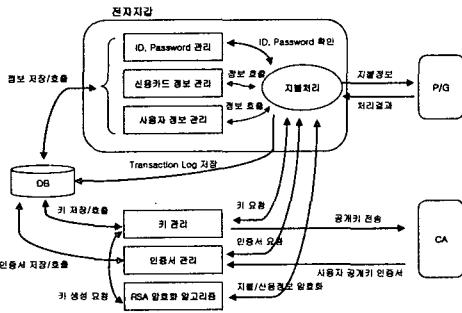 전자지갑
ID, Password 관리
ID, Password 확인
신용카드 정보 관리
정보 호출
지불처리
지불정보
P/G
처리결과
정보 저장/호출
사용자 정보 관리
정보 호출
Transaction Log 저장
DB
키 저장/호출
키 요청
키 관리
공개키 전송
CA
인증서 요청
인증서 관리
인증서 저장/호출
사용자 공개키 인증서
지불/신용정보 암호화
키 생성 요청
RSA 암호화 알고리즘